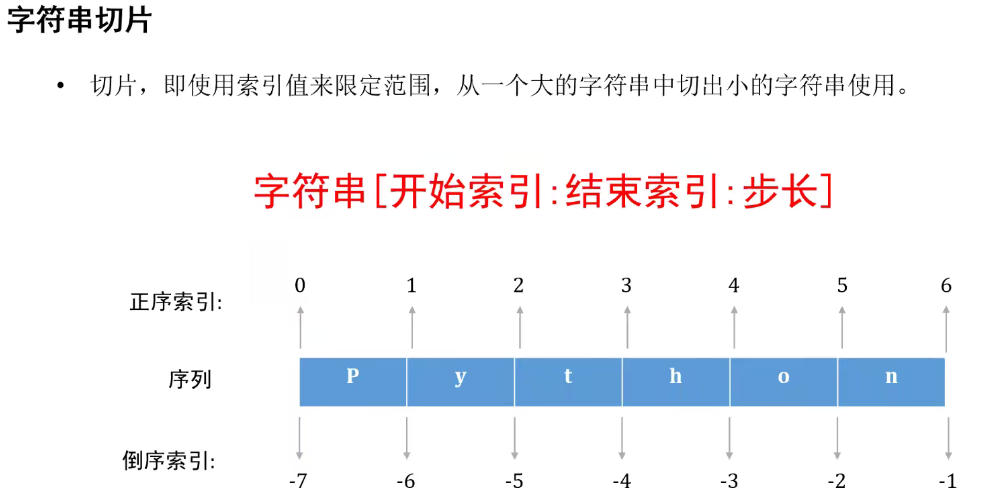 字符串切片
• 切片，即使用索引值来限定范围，从一个大的字符串中切出小的字符串使用。
字符串[开始索引:结束索引:步长]
0 1 2 3 4 5 6
正序索引:
序列 P y t h o n
倒序索引:
-7 -6 -5 -4 -3 -2 -1